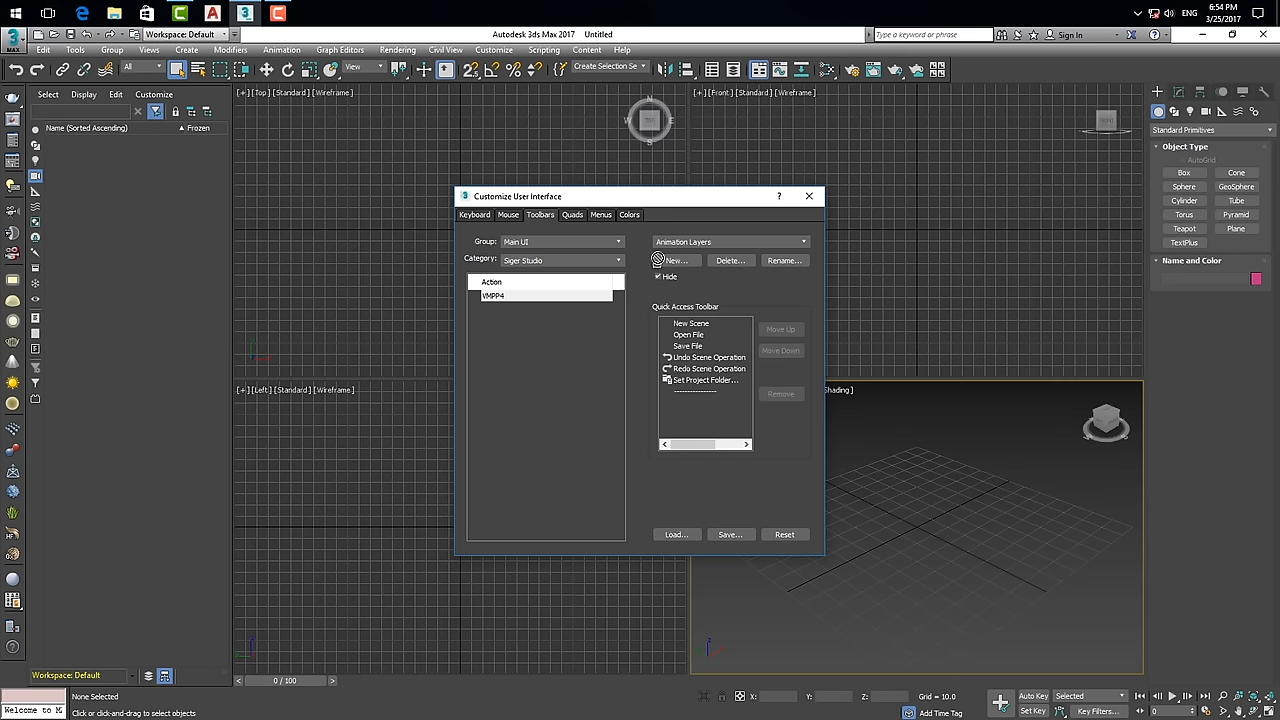 6:54 PM
ENG
3/25/2017
MAX
Workspace: Default
Autodesk 3ds Max 2017
Untitled
Type a keyword or phrase
Sign In
Edit Tools Group Views Create Modifiers Animation Graph Editors Rendering Civil View Customize Scripting Content Help
All
View
Create Selection Se
Select Display Edit Customize
Name (Sorted Ascending)
▲ Frozen
[+] [Top] [Standard] [Wireframe]
[+] [Front] [Standard] [Wireframe]
[+] [Left] [Standard] [Wireframe]
Shading]
N
W
E
S
FRONT
Standard Primitives
Object Type
AutoGrid
Box Cone
Sphere GeoSphere
Cylinder Tube
Torus Pyramid
Teapot Plane
TextPlus
Name and Color
Customize User Interface
Keyboard Mouse Toolbars Quads Menus Colors
Group: Main UI
Category: Siger Studio
Action
VMPP4
Animation Layers
New... Delete... Rename...
Hide
Quick Access Toolbar
New Scene
Open File
Save File
Undo Scene Operation
Redo Scene Operation
Set Project Folder...
----------------
Move Up
Move Down
Remove
Load... Save... Reset
Workspace: Default
0 / 100
None Selected
Click or click-and-drag to select objects
Welcome to M
X: Y: Z: Grid = 10.0
Add Time Tag
Auto Key Selected
Set Key Key Filters...
0